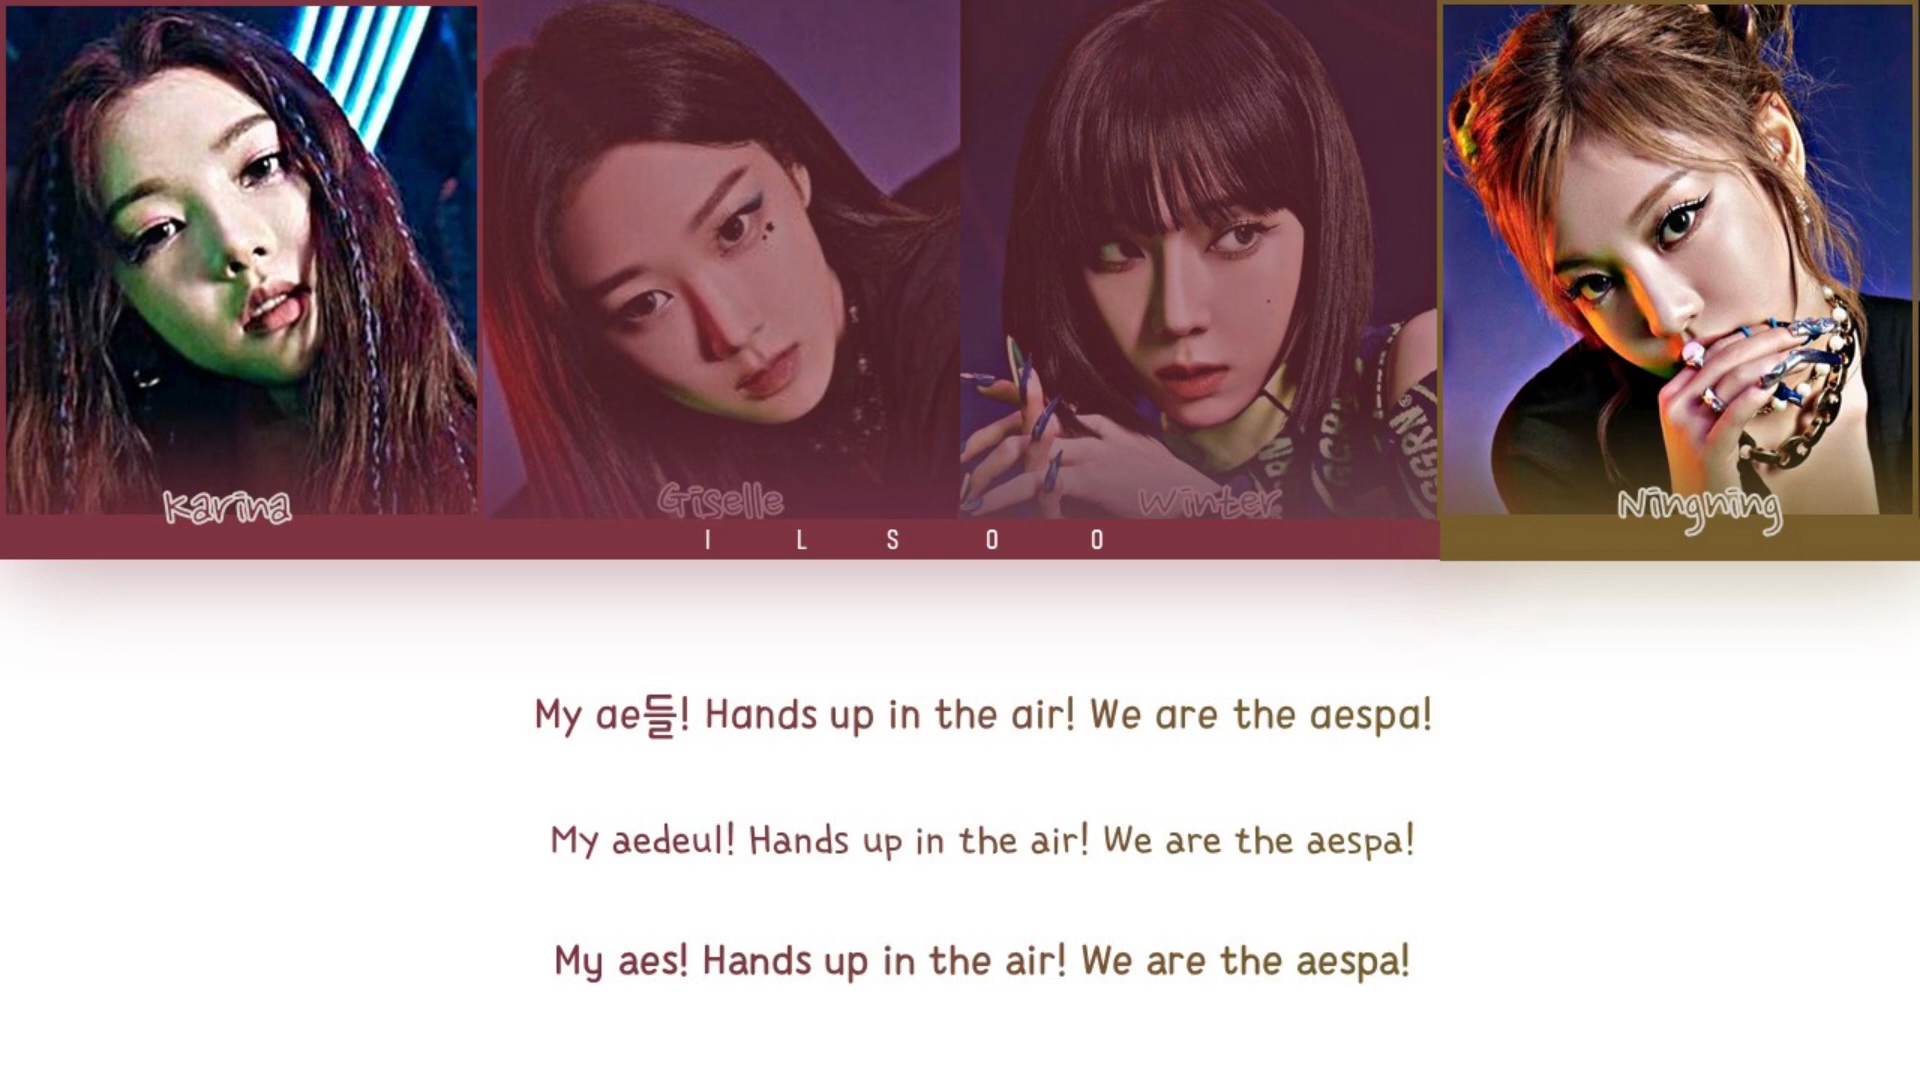 Karina
Giselle
Winter
Ningning
I L S O O
My ae들! Hands up in the air! We are the aespa!
My aedeul! Hands up in the air! We are the aespa!
My aes! Hands up in the air! We are the aespa!